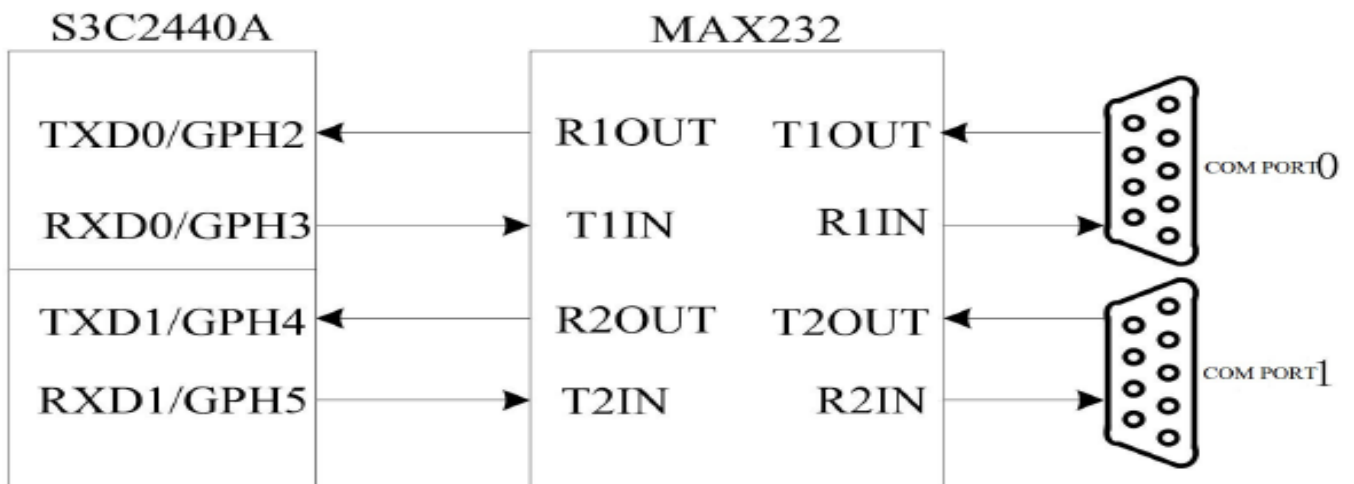 S3C2440A MAX232
TXD0/GPH2 R1OUT T1OUT
COM PORT0
RXD0/GPH3 T1IN R1IN
TXD1/GPH4 R2OUT T2OUT
COM PORT1
RXD1/GPH5 T2IN R2IN